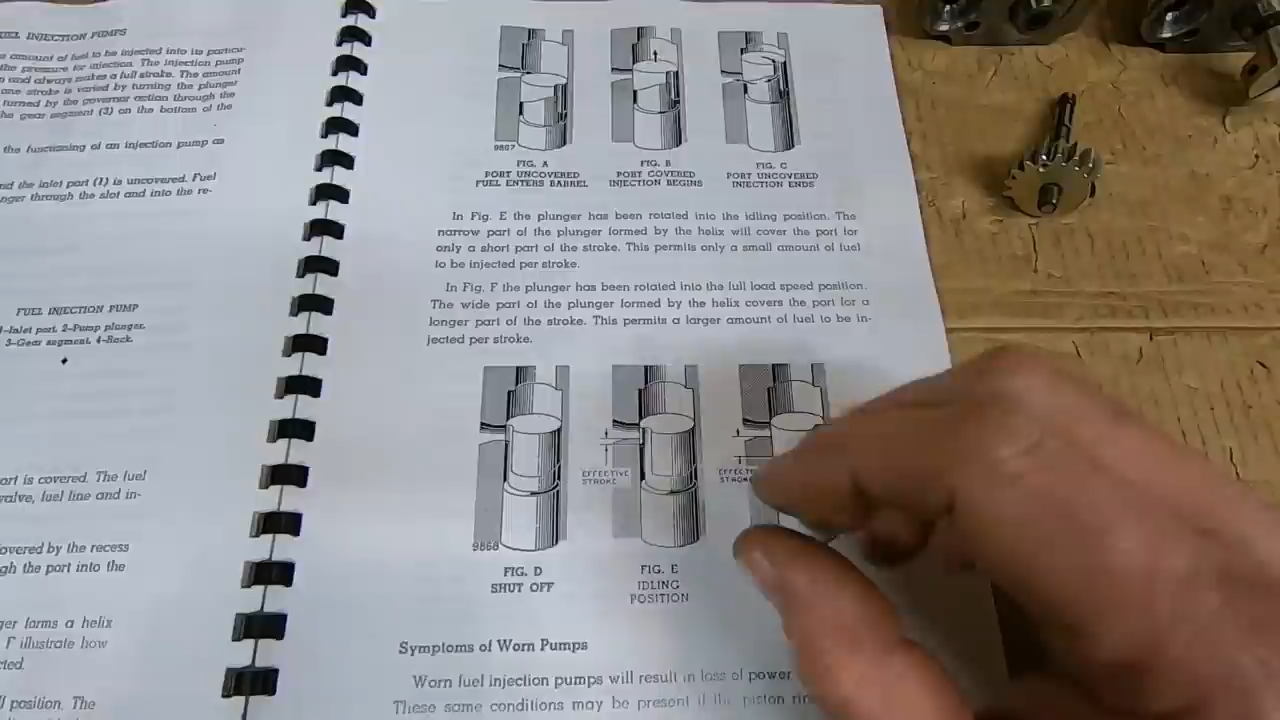 FUEL INJECTION PUMPS
amount of fuel to be injected into its particu-
the pressure for injection. The injection pump
and always makes a full stroke. The amount
one stroke is varied by turning the plunger
turned by the governor action through the
he gear segment (3) on the bottom of the
the functioning of an injection pump as
nd the inlet port (1) is uncovered. Fuel
nger through the slot and into the re-
FUEL INJECTION PUMP
1-Inlet port. 2-Pump plunger.
3-Gear segment. 4-Rack.
ort is covered. The fuel
valve, fuel line and in-
overed by the recess
gh the port into the
ger forms a helix
F illustrate how
cted.
position. The
9867
FIG. A
PORT UNCOVERED
FUEL ENTERS BARREL
FIG. B
PORT COVERED
INJECTION BEGINS
FIG. C
PORT UNCOVERED
INJECTION ENDS
In Fig. E the plunger has been rotated into the idling position. The
narrow part of the plunger formed by the helix will cover the port for
only a short part of the stroke. This permits only a small amount of fuel
to be injected per stroke.
In Fig. F the plunger has been rotated into the full load speed position.
The wide part of the plunger formed by the helix covers the port for a
longer part of the stroke. This permits a larger amount of fuel to be in-
jected per stroke.
EFFECTIVE
STROKE
9868
FIG. D
SHUT OFF
FIG. E
IDLING
POSITION
Symptoms of Worn Pumps
Worn fuel injection pumps will result in loss of power
These same conditions may be present if the piston rin